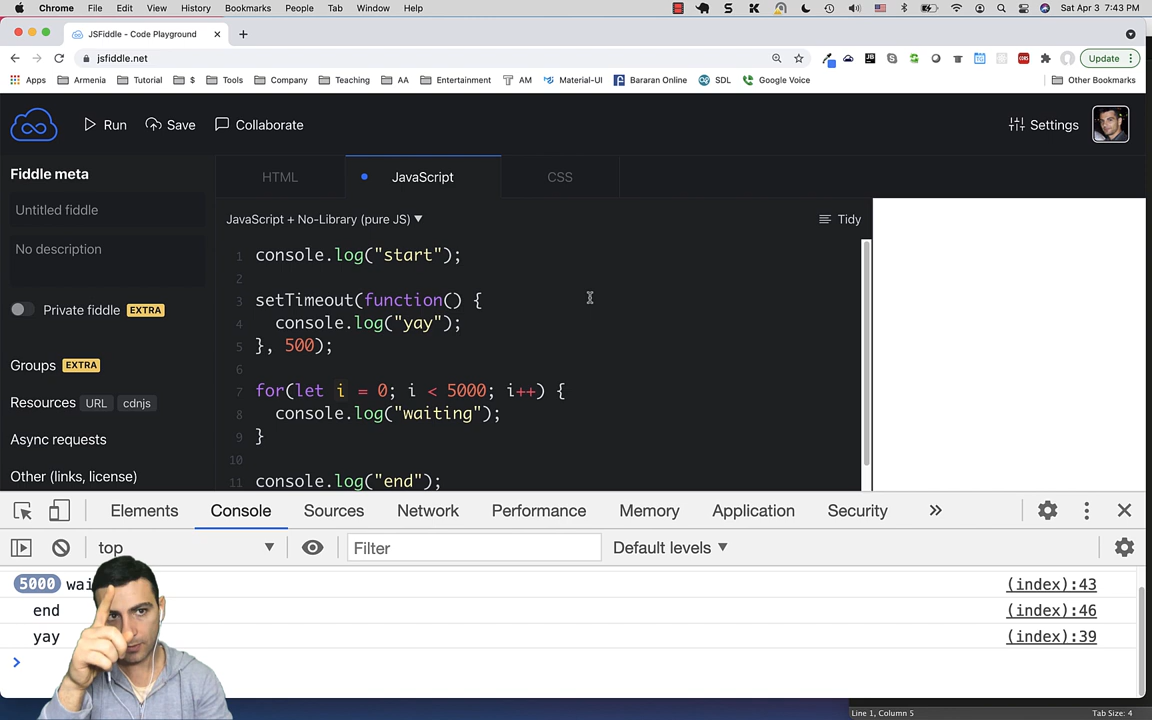 Chrome File Edit View History Bookmarks People Tab Window Help Sat Apr 3 7:43 PM
JSFiddle - Code Playground
jsfiddle.net Update
Apps Armenia Tutorial $ Tools Company Teaching AA Entertainment AM Material-UI Bararan Online SDL Google Voice Other Bookmarks
Run Save Collaborate Settings
Fiddle meta
HTML JavaScript CSS
Untitled fiddle
JavaScript + No-Library (pure JS) Tidy
No description
Private fiddle EXTRA
Groups EXTRA
Resources URL cdnjs
Async requests
Other (links, license)
1 console.log("start");
2
3 setTimeout(function() {
4 console.log("yay");
5 }, 500);
6
7 for(let i = 0; i < 5000; i++) {
8 console.log("waiting");
9 }
10
11 console.log("end");
Elements Console Sources Network Performance Memory Application Security »
top Filter Default levels
5000 wai (index):43
end (index):46
yay (index):39
Line 1, Column 5 Tab Size: 4